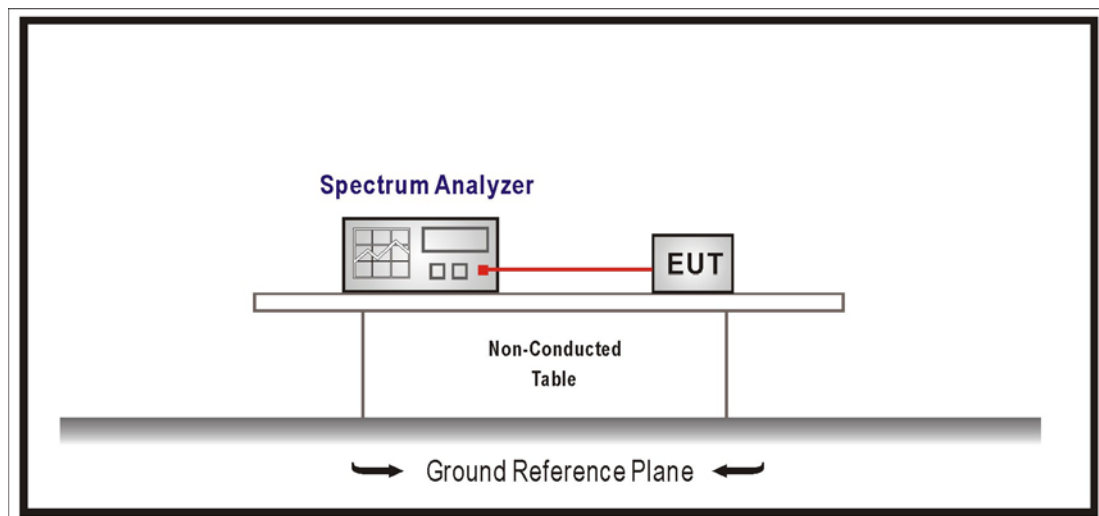 Spectrum Analyzer
EUT
Non-Conducted
Table
Ground Reference Plane